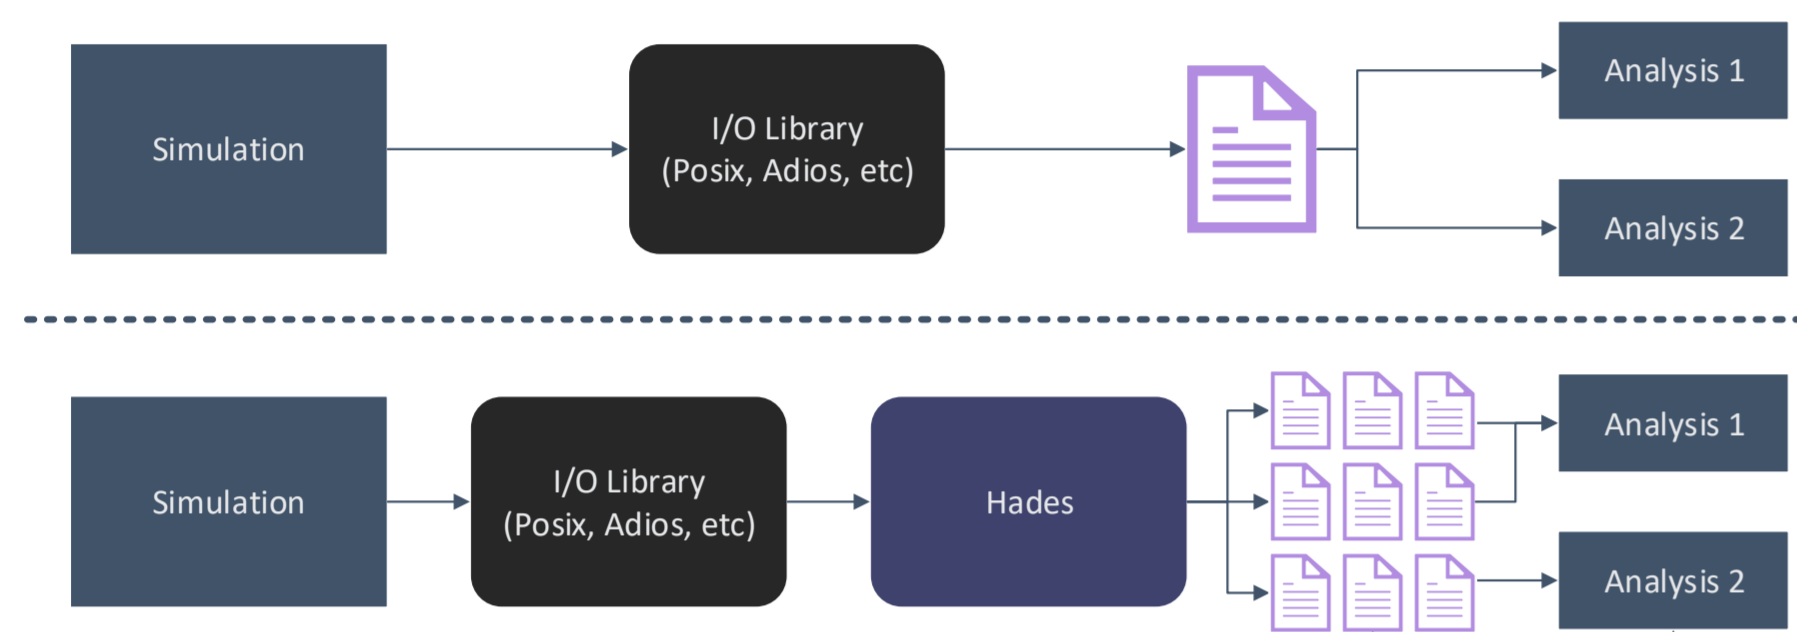 Simulation
I/O Library
(Posix, Adios, etc)
Analysis 1
Analysis 2
Simulation
I/O Library
(Posix, Adios, etc)
Hades
Analysis 1
Analysis 2